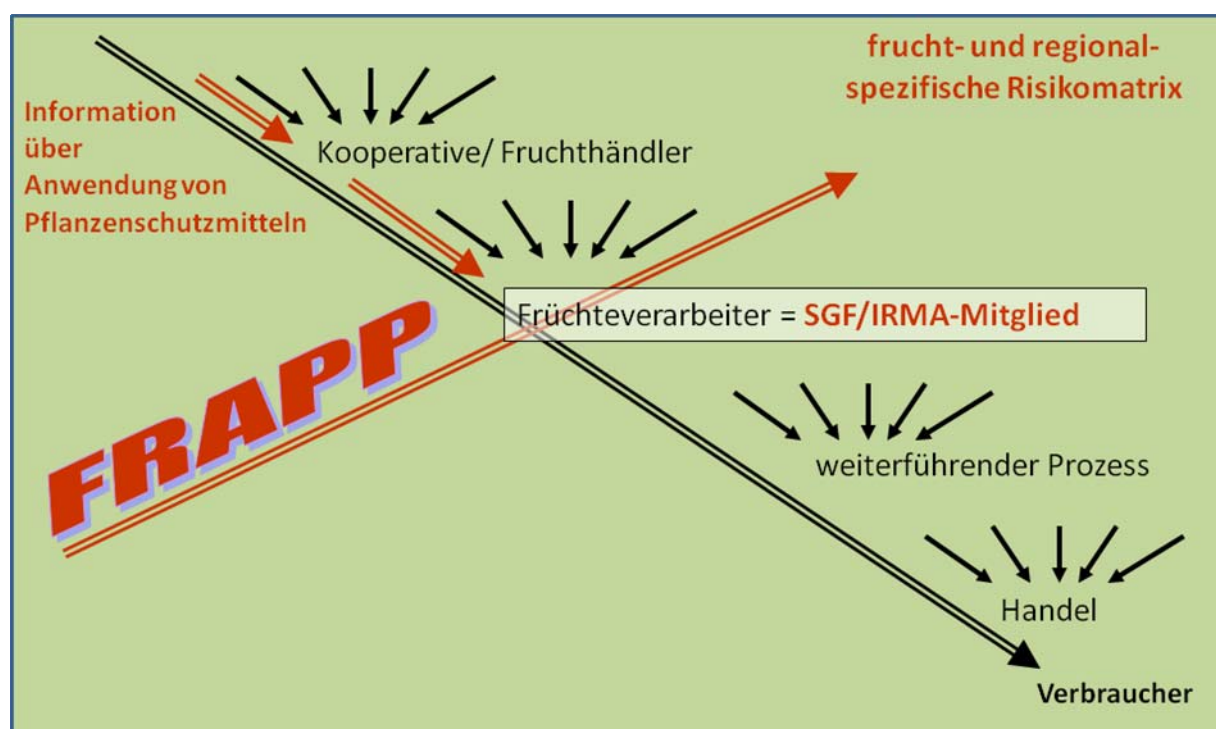 frucht- und regional-
spezifische Risikomatrix
Information
über
Anwendung von
Pflanzenschutzmitteln
Kooperative/ Fruchthändler
Früchteverarbeiter = SGF/IRMA-Mitglied
FRAPP
weiterführender Prozess
Handel
Verbraucher